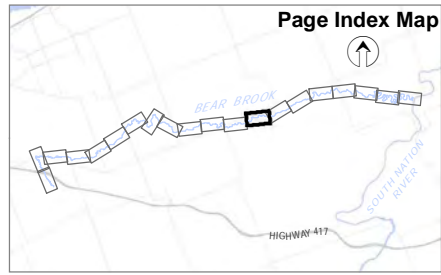 Page Index Map
BEAR BROOK
SOUTH NATION
RIVER
HIGHWAY 417